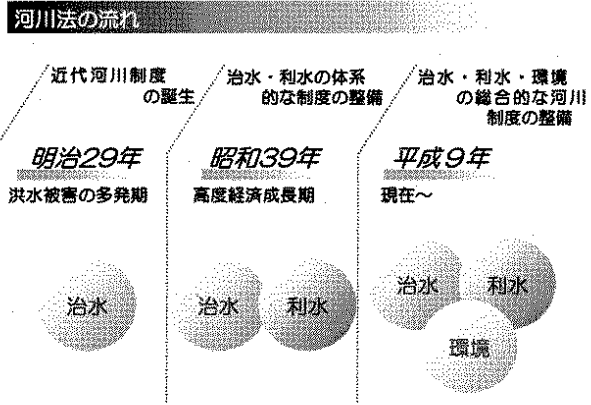 河川法の流れ
近代河川制度
の誕生
明治29年
洪水被害の多発期
治水
治水・利水の体系
的な制度の整備
昭和39年
高度経済成長期
治水
利水
治水・利水・環境
の総合的な河川
制度の整備
平成9年
現在～
治水
利水
環境